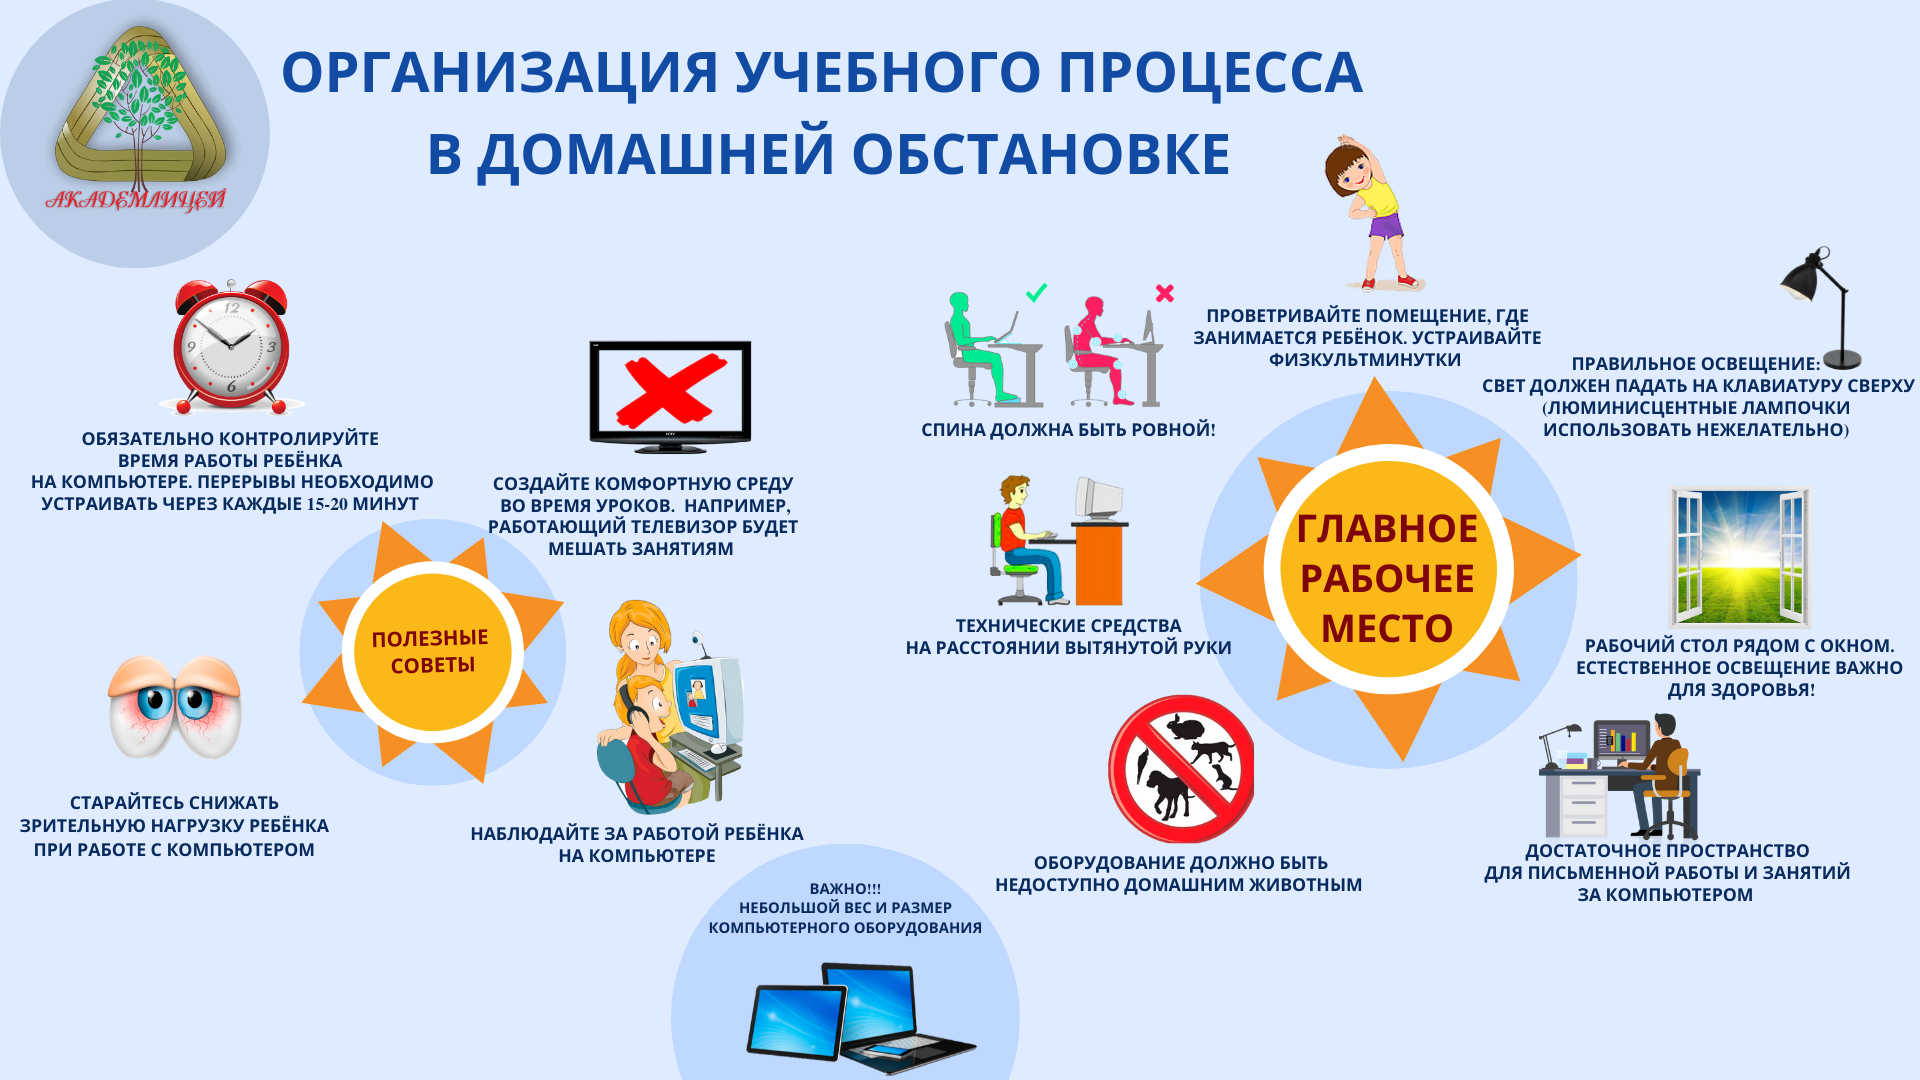 ОРГАНИЗАЦИЯ УЧЕБНОГО ПРОЦЕССА
В ДОМАШНЕЙ ОБСТАНОВКЕ
АКАДЕМЛИЦЕЙ
12
3
6
9
ОБЯЗАТЕЛЬНО КОНТРОЛИРУЙТЕ
ВРЕМЯ РАБОТЫ РЕБЁНКА
НА КОМПЬЮТЕРЕ. ПЕРЕРЫВЫ НЕОБХОДИМО
УСТРАИВАТЬ ЧЕРЕЗ КАЖДЫЕ 15-20 МИНУТ
СОЗДАЙТЕ КОМФОРТНУЮ СРЕДУ
ВО ВРЕМЯ УРОКОВ. НАПРИМЕР,
РАБОТАЮЩИЙ ТЕЛЕВИЗОР БУДЕТ
МЕШАТЬ ЗАНЯТИЯМ
ПОЛЕЗНЫЕ
СОВЕТЫ
СТАРАЙТЕСЬ СНИЖАТЬ
ЗРИТЕЛЬНУЮ НАГРУЗКУ РЕБЁНКА
ПРИ РАБОТЕ С КОМПЬЮТЕРОМ
НАБЛЮДАЙТЕ ЗА РАБОТОЙ РЕБЁНКА
НА КОМПЬЮТЕРЕ
ВАЖНО!!!
НЕБОЛЬШОЙ ВЕС И РАЗМЕР
КОМПЬЮТЕРНОГО ОБОРУДОВАНИЯ
СПИНА ДОЛЖНА БЫТЬ РОВНОЙ!
ПРОВЕТРИВАЙТЕ ПОМЕЩЕНИЕ, ГДЕ
ЗАНИМАЕТСЯ РЕБЁНОК. УСТРАИВАЙТЕ
ФИЗКУЛЬТМИНУТКИ
ПРАВИЛЬНОЕ ОСВЕЩЕНИЕ:
СВЕТ ДОЛЖЕН ПАДАТЬ НА КЛАВИАТУРУ СВЕРХУ
(ЛЮМИНИСЦЕНТНЫЕ ЛАМПОЧКИ
ИСПОЛЬЗОВАТЬ НЕЖЕЛАТЕЛЬНО)
ТЕХНИЧЕСКИЕ СРЕДСТВА
НА РАССТОЯНИИ ВЫТЯНУТОЙ РУКИ
ГЛАВНОЕ
РАБОЧЕЕ
МЕСТО
РАБОЧИЙ СТОЛ РЯДОМ С ОКНОМ.
ЕСТЕСТВЕННОЕ ОСВЕЩЕНИЕ ВАЖНО
ДЛЯ ЗДОРОВЬЯ!
ОБОРУДОВАНИЕ ДОЛЖНО БЫТЬ
НЕДОСТУПНО ДОМАШНИМ ЖИВОТНЫМ
ДОСТАТОЧНОЕ ПРОСТРАНСТВО
ДЛЯ ПИСЬМЕННОЙ РАБОТЫ И ЗАНЯТИЙ
ЗА КОМПЬЮТЕРОМ